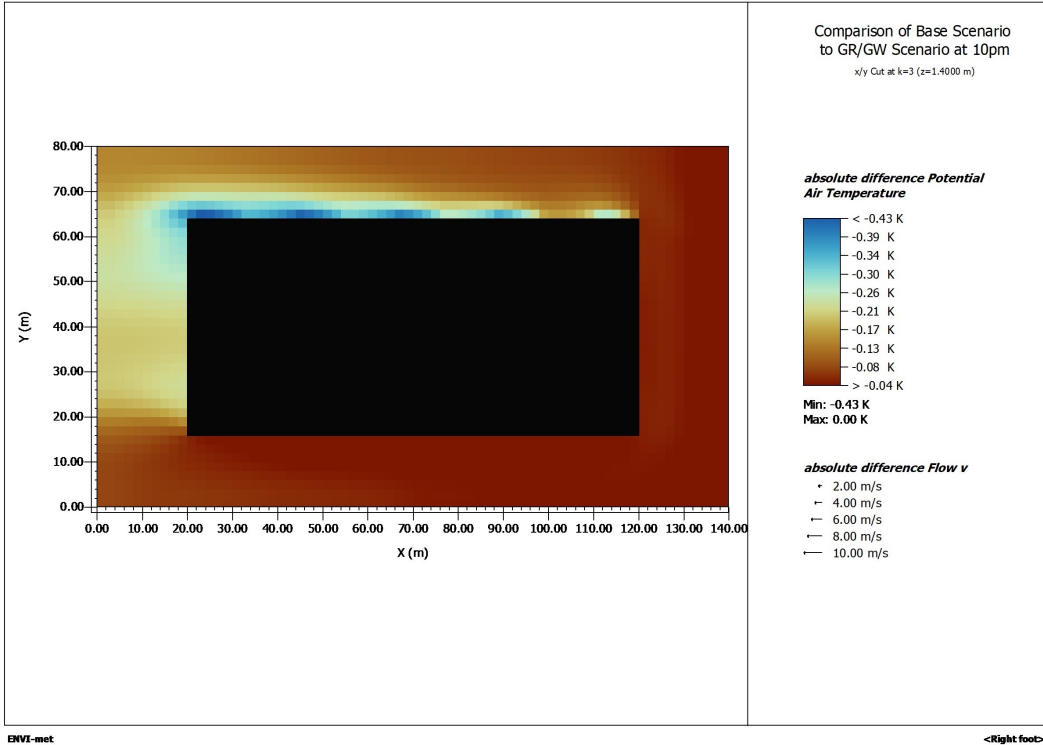 Comparison of Base Scenario
to GR/GW Scenario at 10pm
x/y Cut at k=3 (z=1.4000 m)
80.00
70.00
60.00
50.00
40.00
30.00
20.00
10.00
0.00
Y (m)
0.00 10.00 20.00 30.00 40.00 50.00 60.00 70.00 80.00 90.00 100.00 110.00 120.00 130.00 140.00
X (m)
absolute difference Potential
Air Temperature
< -0.43 K
-0.39 K
-0.34 K
-0.30 K
-0.26 K
-0.21 K
-0.17 K
-0.13 K
-0.08 K
> -0.04 K
Min: -0.43 K
Max: 0.00 K
absolute difference Flow v
2.00 m/s
4.00 m/s
6.00 m/s
8.00 m/s
10.00 m/s
ENVI-met
<Right foot>